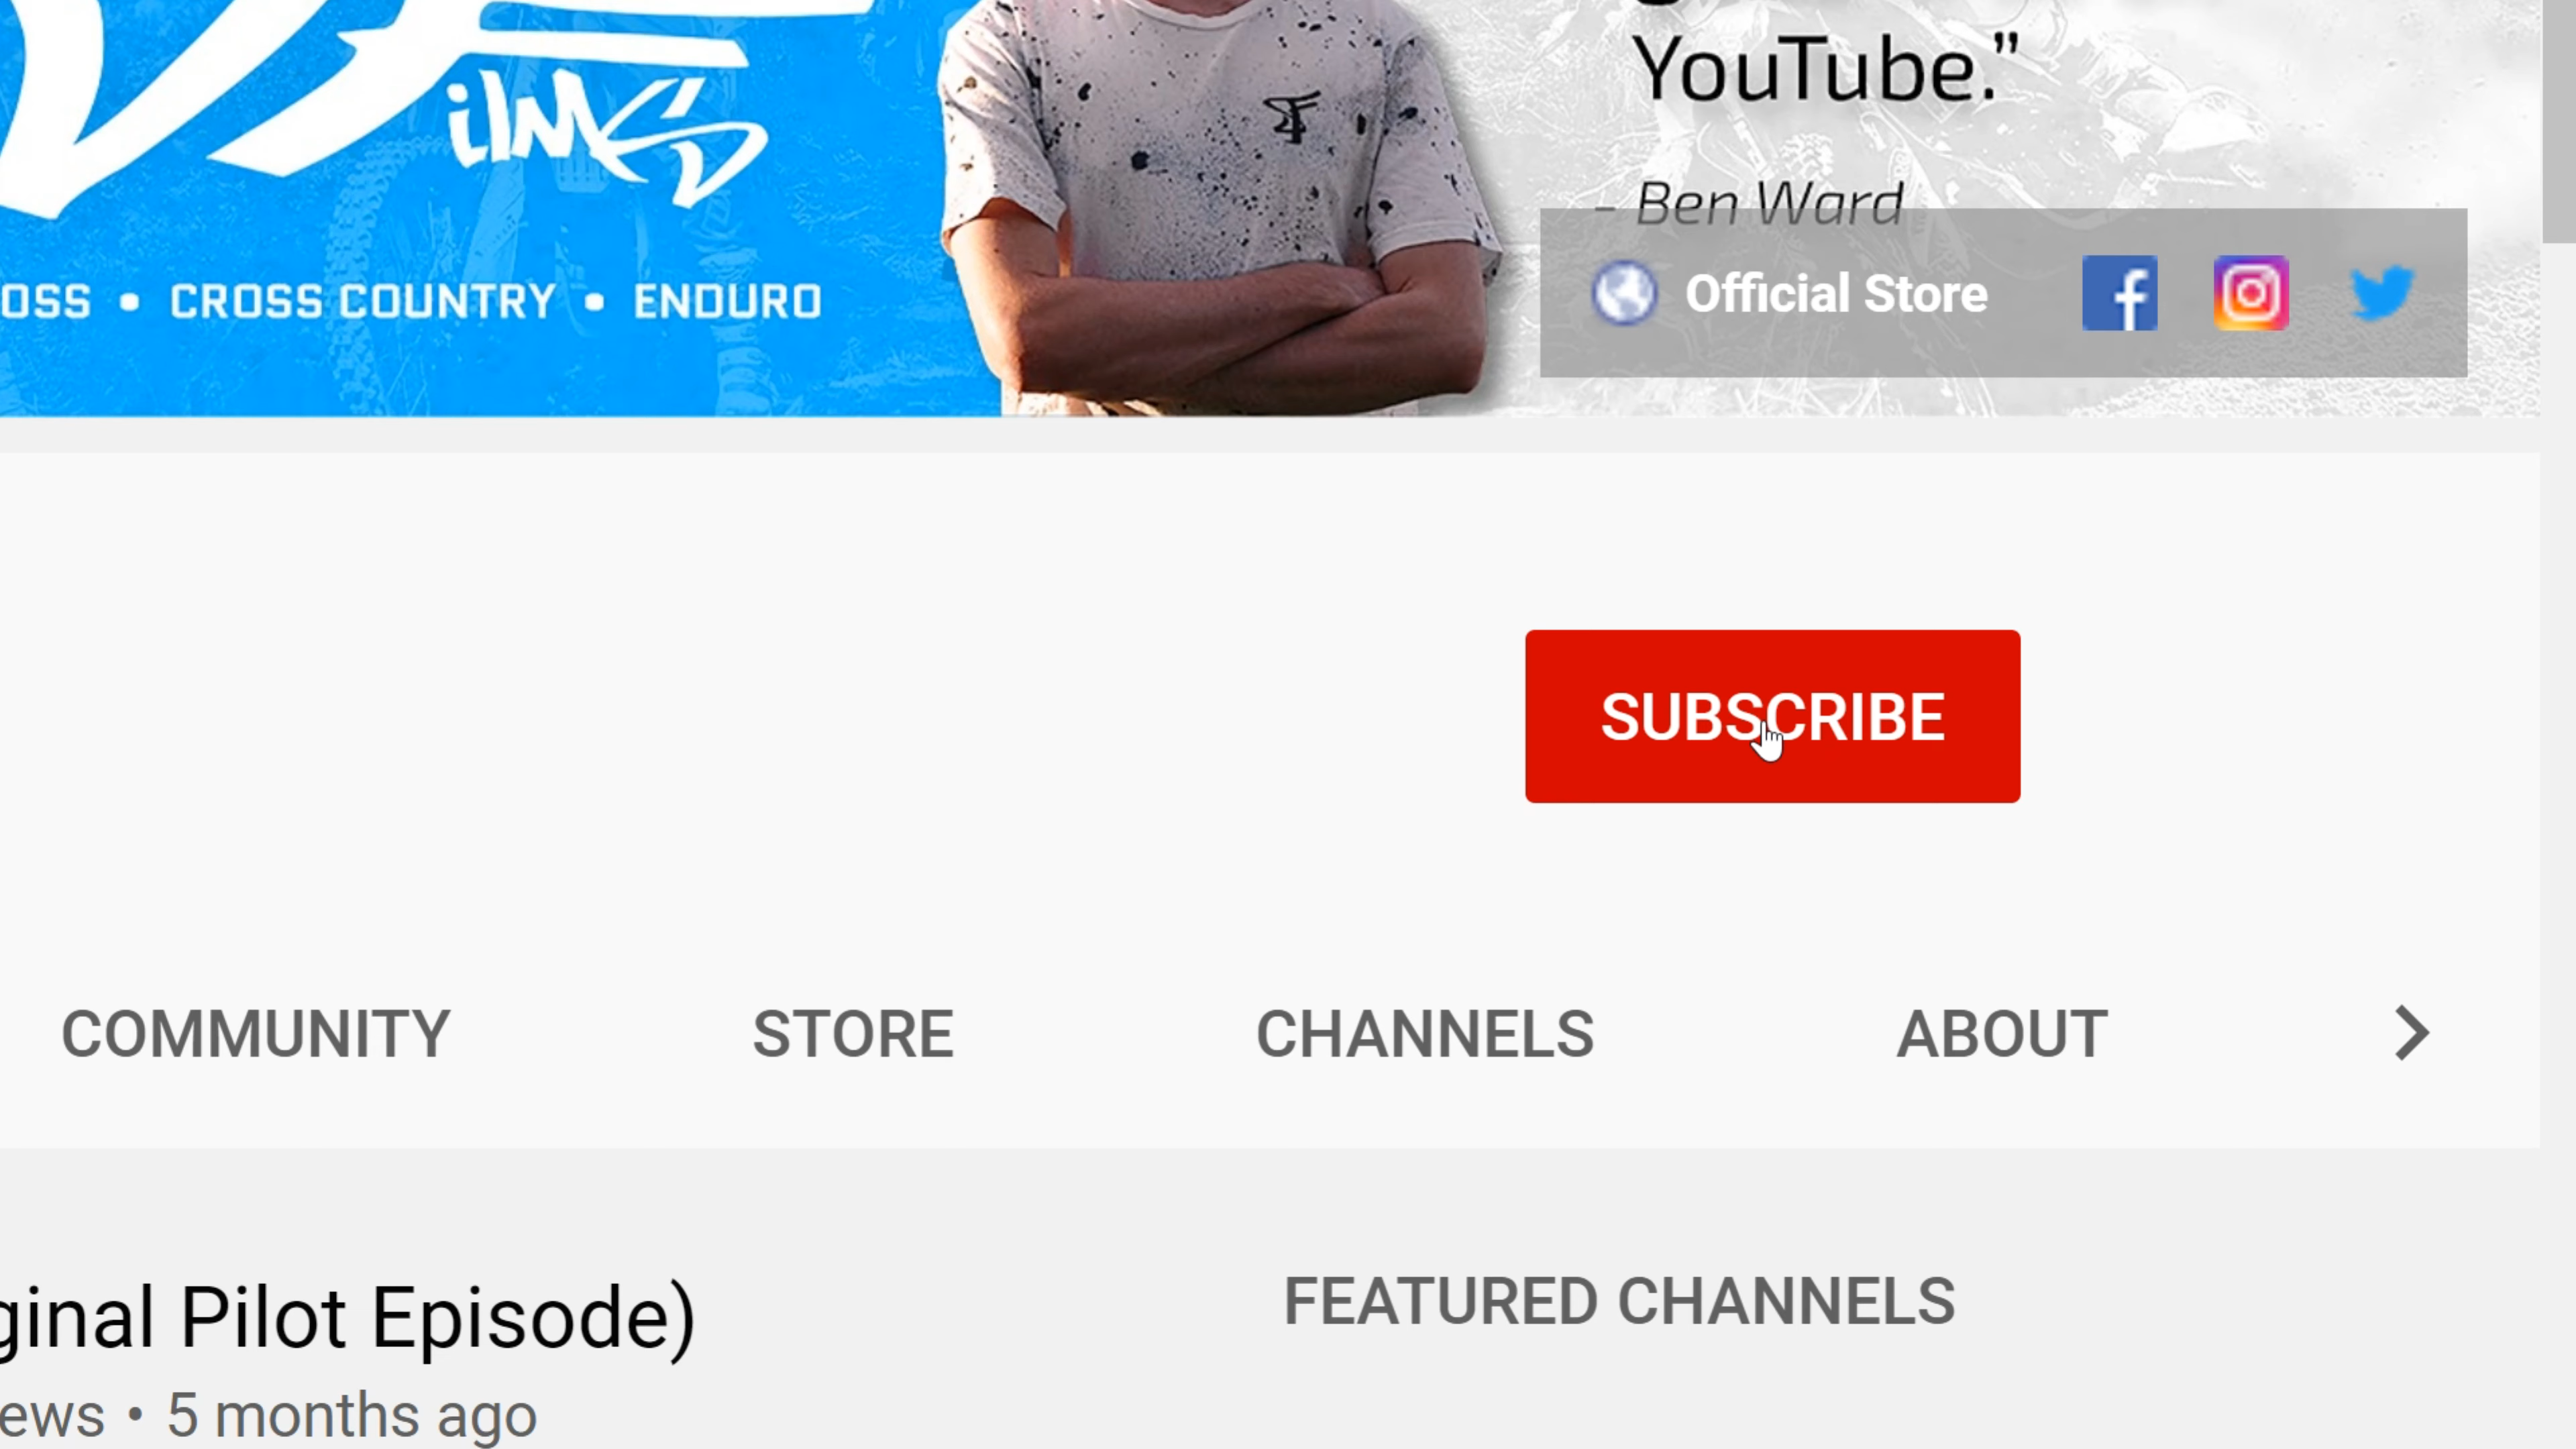 YouTube.”
ilMS
- Ben Ward
OSS • CROSS COUNTRY • ENDURO
Official Store
SUBSCRIBE
COMMUNITY STORE CHANNELS ABOUT
ginal Pilot Episode)
FEATURED CHANNELS
ews • 5 months ago